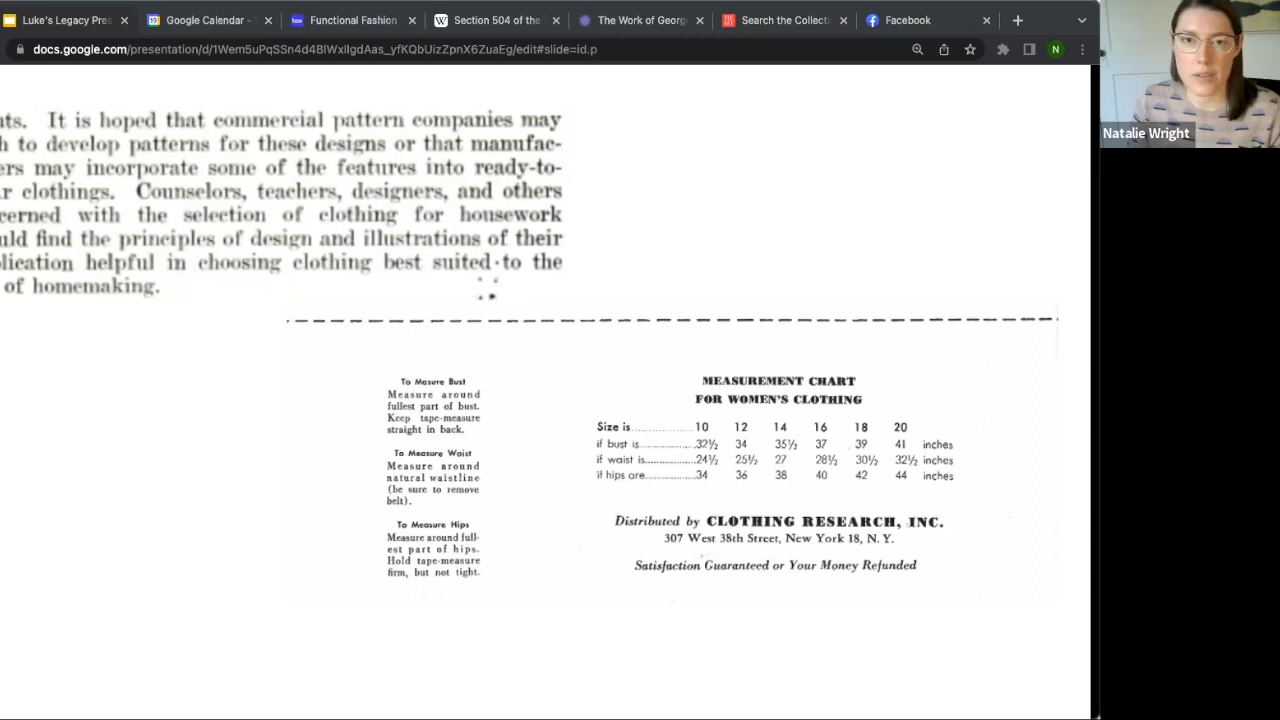 Luke's Legacy Pres
Google Calendar -
Functional Fashion
Section 504 of the
The Work of Georg
Search the Collecti
Facebook
docs.google.com/presentation/d/1Wem5uPqSSn4d4BlWxIlgdAas_yfKQbUizZpnX6ZuaEg/edit#slide=id.p
N
Natalie Wright
nts. It is hoped that commercial pattern companies may
h to develop patterns for these designs or that manufac-
ers may incorporate some of the features into ready-to-
r clothings. Counselors, teachers, designers, and others
cerned with the selection of clothing for housework
uld find the principles of design and illustrations of their
plication helpful in choosing clothing best suited to the
of homemaking.
To Masure Bust
Measure around
fullest part of bust.
Keep tape-measure
straight in back.
To Measure Waist
Measure around
natural waistline
(be sure to remove
belt).
To Measure Hips
Measure around full-
est part of hips.
Hold tape-measure
firm, but not tight.
MEASUREMENT CHART
FOR WOMEN'S CLOTHING
Size is 10 12 14 16 18 20
if bust is 32½ 34 35½ 37 39 41 inches
if waist is 24½ 25½ 27 28½ 30½ 32½ inches
if hips are 34 36 38 40 42 44 inches
Distributed by CLOTHING RESEARCH, INC.
307 West 38th Street, New York 18, N. Y.
Satisfaction Guaranteed or Your Money Refunded